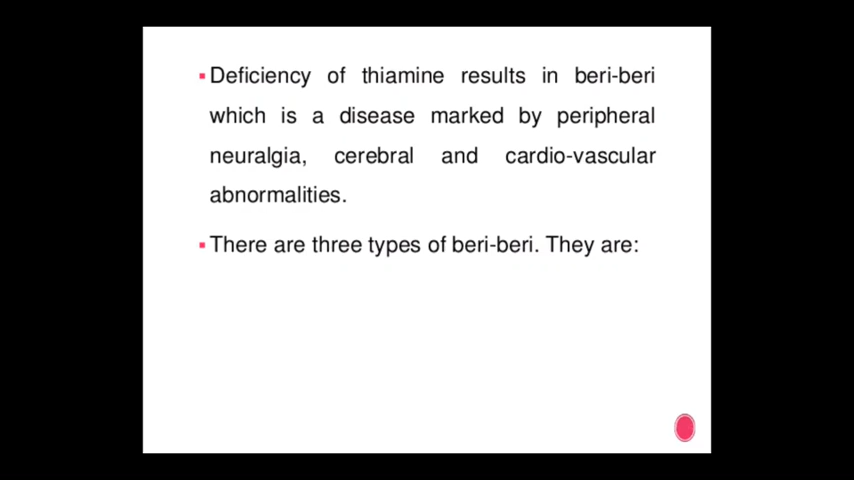 Deficiency of thiamine results in beri-beri
which is a disease marked by peripheral
neuralgia, cerebral and cardio-vascular
abnormalities.
There are three types of beri-beri. They are: